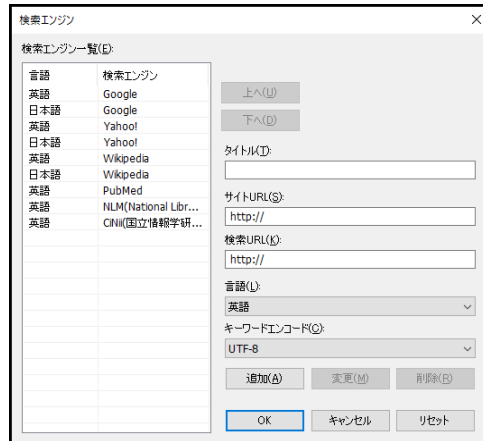 検索エンジン
検索エンジン一覧(E):
言語 検索エンジン
英語 Google
日本語 Google
英語 Yahoo!
日本語 Yahoo!
英語 Wikipedia
日本語 Wikipedia
英語 PubMed
英語 NLM(National Libr...
英語 CiNii(国立情報学研...
上へ(U)
下へ(D)
タイトル(T):
サイトURL(S):
http://
検索URL(K):
http://
言語(L):
英語
キーワードエンコード(C):
UTF-8
追加(A) 変更(M) 削除(R)
OK キャンセル リセット